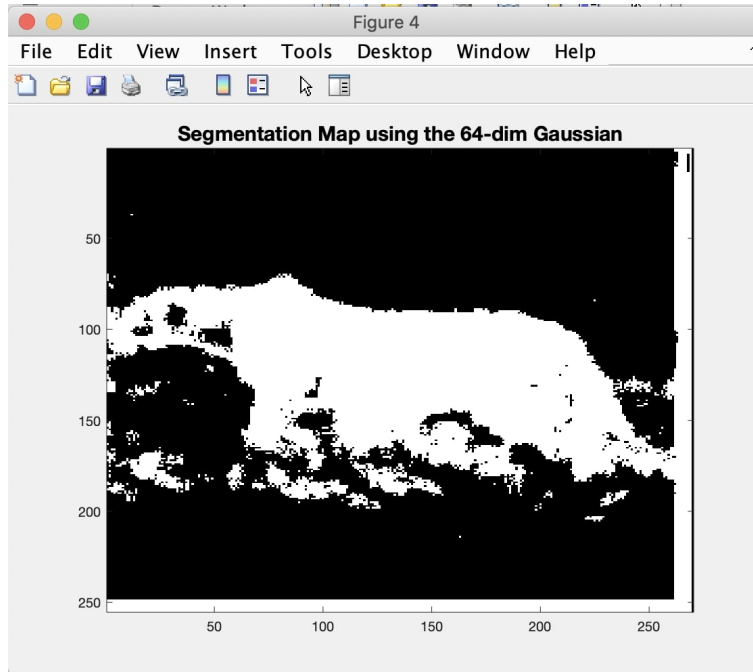 Figure 4
File Edit View Insert Tools Desktop Window Help
Segmentation Map using the 64-dim Gaussian
50
100
150
200
250
50 100 150 200 250